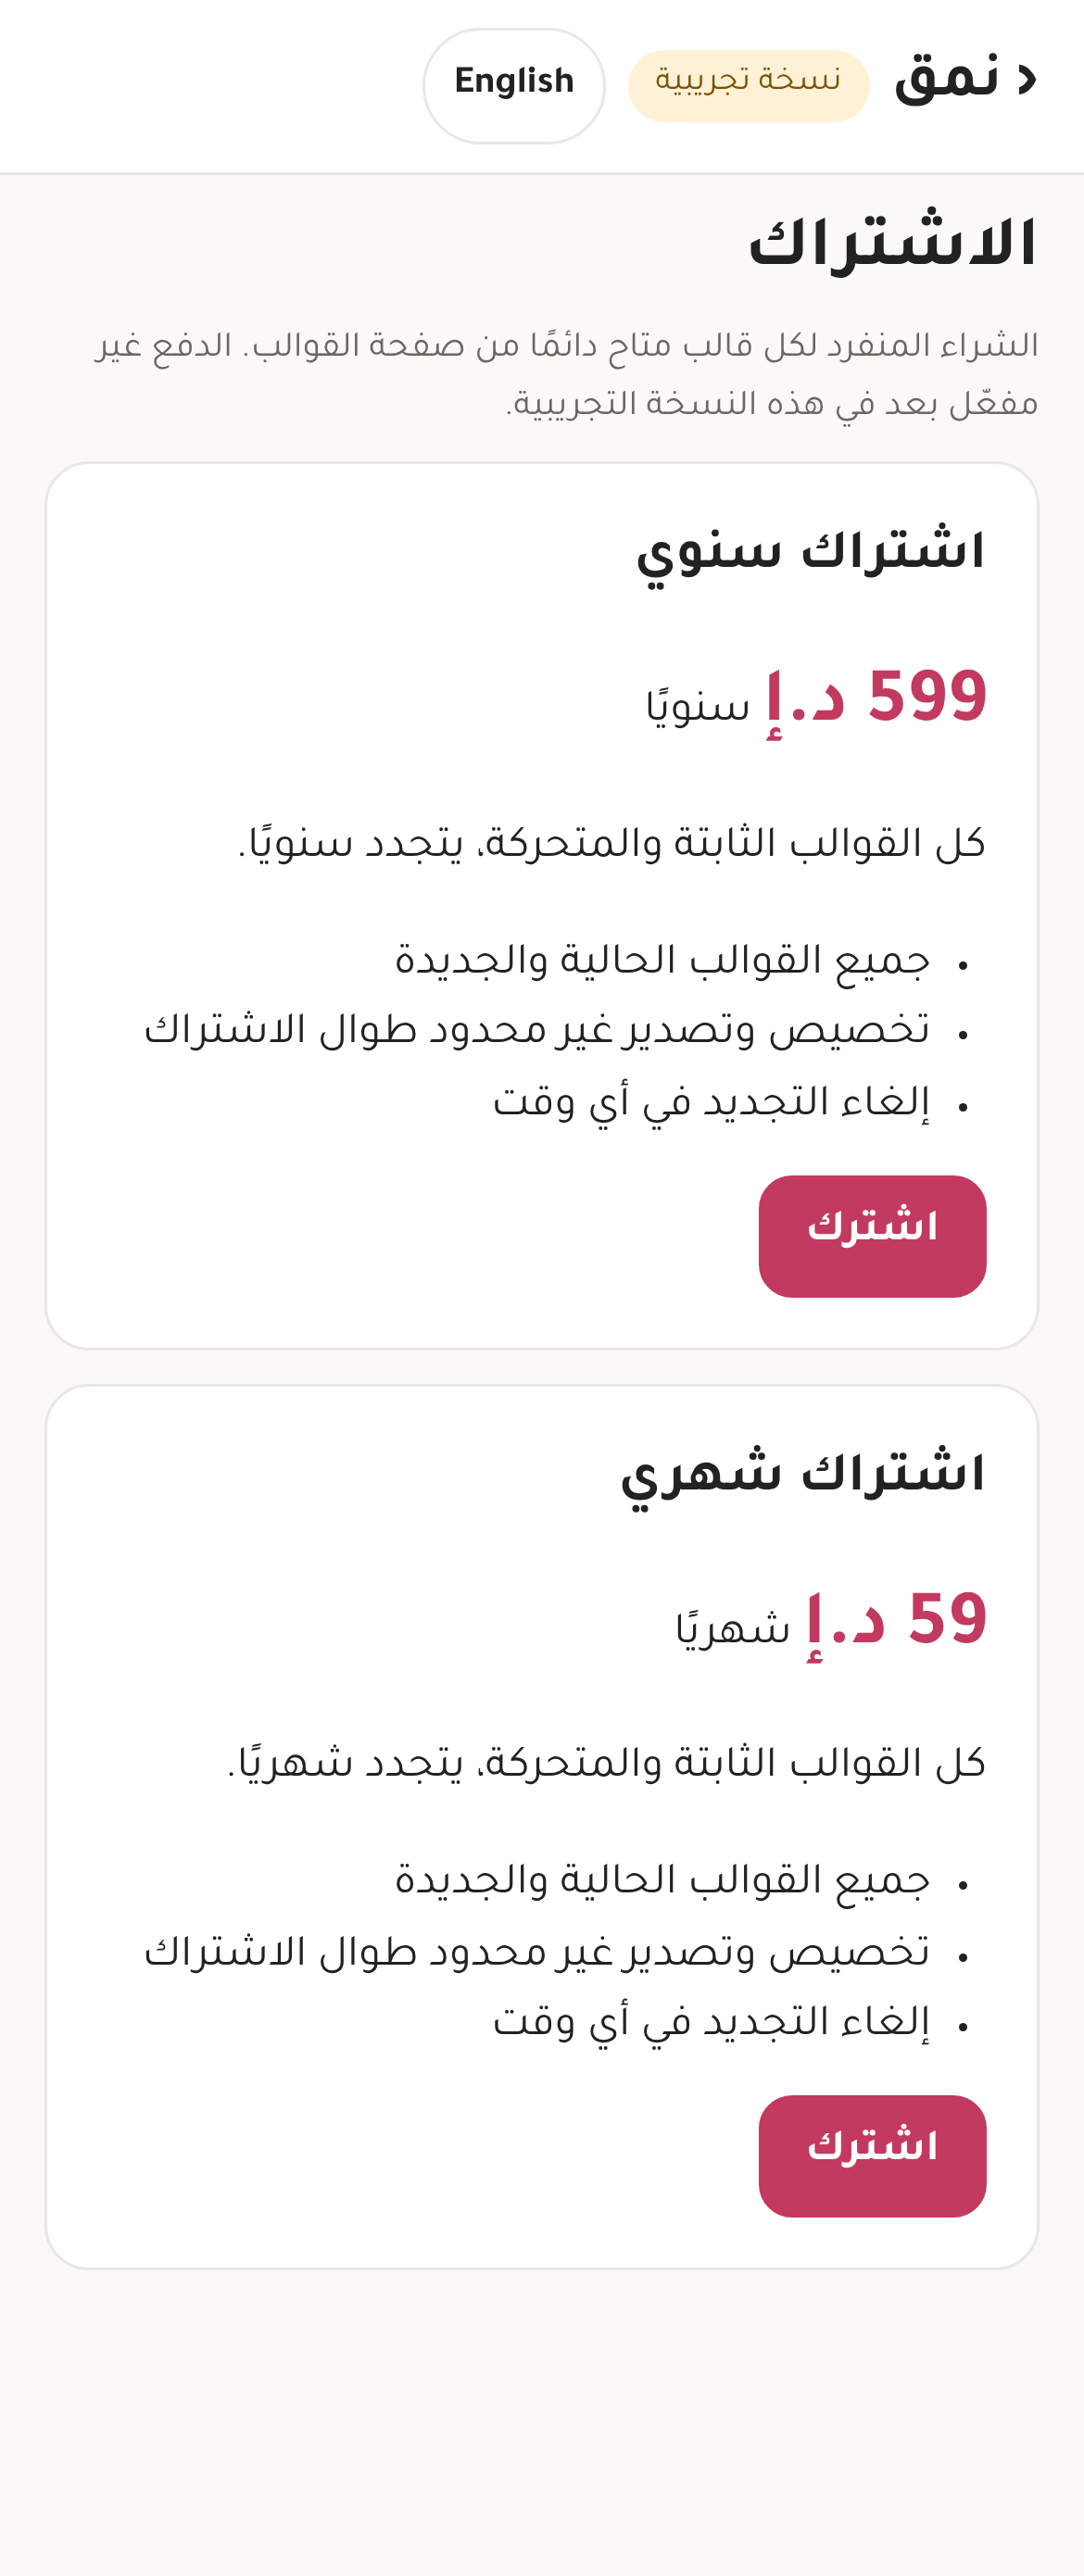 ‹ نمق
نسخة تجريبية
English
الاشتراك
الشراء المنفرد لكل قالب متاح دائمًا من صفحة القوالب. الدفع غير
مفعّل بعد في هذه النسخة التجريبية.
اشتراك سنوي
599 د.إ سنويًا
كل القوالب الثابتة والمتحركة، يتجدد سنويًا.
• جميع القوالب الحالية والجديدة
• تخصيص وتصدير غير محدود طوال الاشتراك
• إلغاء التجديد في أي وقت
اشترك
اشتراك شهري
59 د.إ شهريًا
كل القوالب الثابتة والمتحركة، يتجدد شهريًا.
• جميع القوالب الحالية والجديدة
• تخصيص وتصدير غير محدود طوال الاشتراك
• إلغاء التجديد في أي وقت
اشترك